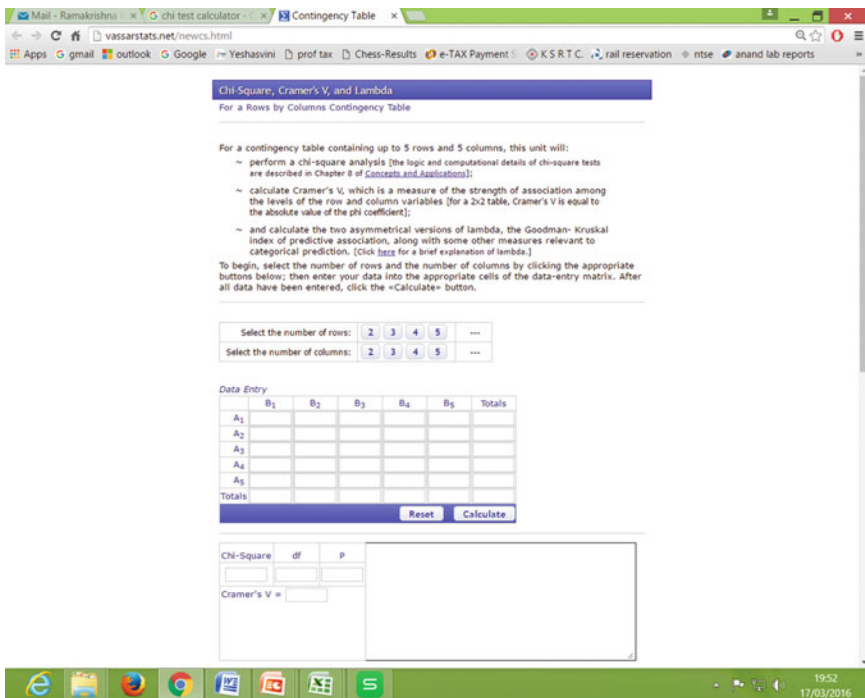 Mail - Ramakrishna
G chi test calculator -
Contingency Table
vassarstats.net/newcs.html
Apps G gmail outlook G Google Yeshasvini prof tax Chess-Results e-TAX Payment S K S R T C. rail reservation ntse anand lab reports »
Chi-Square, Cramer's V, and Lambda
For a Rows by Columns Contingency Table
For a contingency table containing up to 5 rows and 5 columns, this unit will:
~ perform a chi-square analysis [the logic and computational details of chi-square tests
are described in Chapter 8 of Concepts and Applications];
~ calculate Cramer's V, which is a measure of the strength of association among
the levels of the row and column variables [for a 2x2 table, Cramer's V is equal to
the absolute value of the phi coefficient];
~ and calculate the two asymmetrical versions of lambda, the Goodman- Kruskal
index of predictive association, along with some other measures relevant to
categorical prediction. [Click here for a brief explanation of lambda.]
To begin, select the number of rows and the number of columns by clicking the appropriate
buttons below; then enter your data into the appropriate cells of the data-entry matrix. After
all data have been entered, click the «Calculate» button.
Select the number of rows: 2 3 4 5 ---
Select the number of columns: 2 3 4 5 ---
Data Entry
B1 B2 B3 B4 B5 Totals
A1
A2
A3
A4
A5
Totals
Reset Calculate
Chi-Square df P
Cramer's V =
19:52
17/03/2016